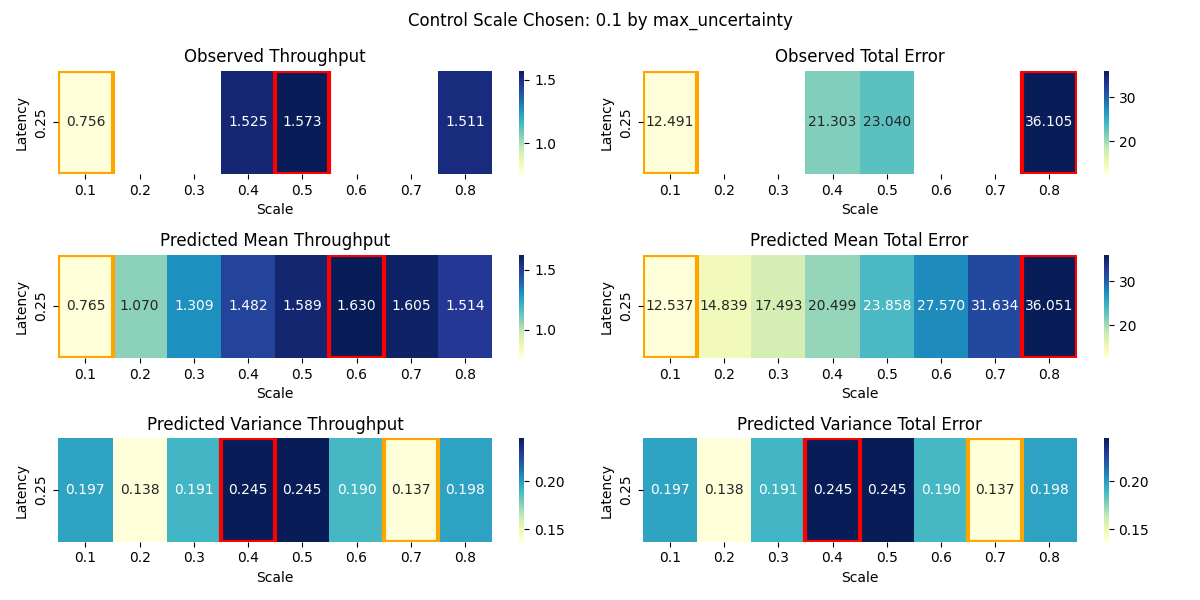 Control Scale Chosen: 0.1 by max_uncertainty
Observed Throughput
Latency
0.25
0.756 1.525 1.573 1.511
0.1 0.2 0.3 0.4 0.5 0.6 0.7 0.8
Scale
1.5
1.0
Observed Total Error
Latency
0.25
12.491 21.303 23.040 36.105
0.1 0.2 0.3 0.4 0.5 0.6 0.7 0.8
Scale
30
20
Predicted Mean Throughput
Latency
0.25
0.765 1.070 1.309 1.482 1.589 1.630 1.605 1.514
0.1 0.2 0.3 0.4 0.5 0.6 0.7 0.8
Scale
1.5
1.0
Predicted Mean Total Error
Latency
0.25
12.537 14.839 17.493 20.499 23.858 27.570 31.634 36.051
0.1 0.2 0.3 0.4 0.5 0.6 0.7 0.8
Scale
30
20
Predicted Variance Throughput
Latency
0.25
0.197 0.138 0.191 0.245 0.245 0.190 0.137 0.198
0.1 0.2 0.3 0.4 0.5 0.6 0.7 0.8
Scale
0.20
0.15
Predicted Variance Total Error
Latency
0.25
0.197 0.138 0.191 0.245 0.245 0.190 0.137 0.198
0.1 0.2 0.3 0.4 0.5 0.6 0.7 0.8
Scale
0.20
0.15